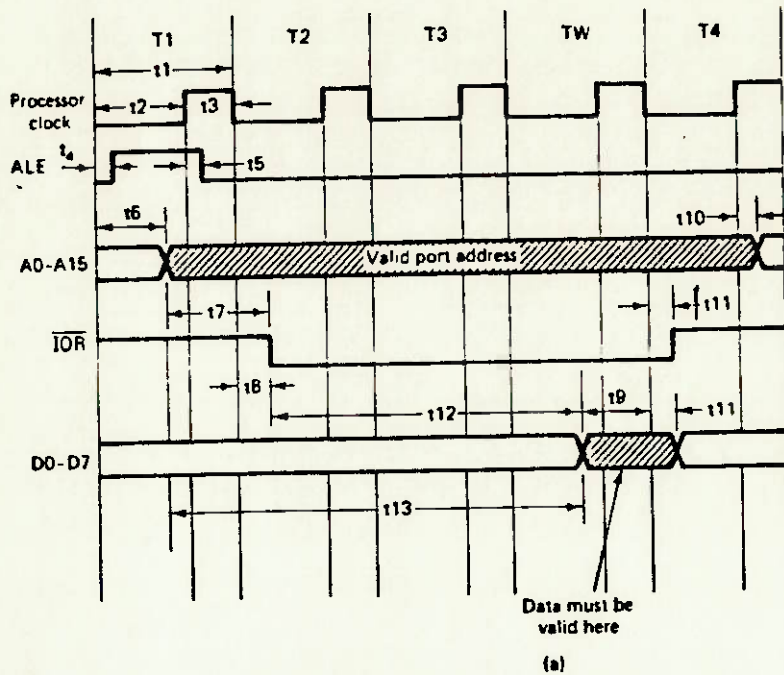 T1 T2 T3 TW T4
t1
Processor clock
t2 t3
ALE
t4 t5
t6 t10
A0-A15
Valid port address
t7 t11
IOR
t8 t9
t12 t11
D0-D7
t13
Data must be
valid here
(a)